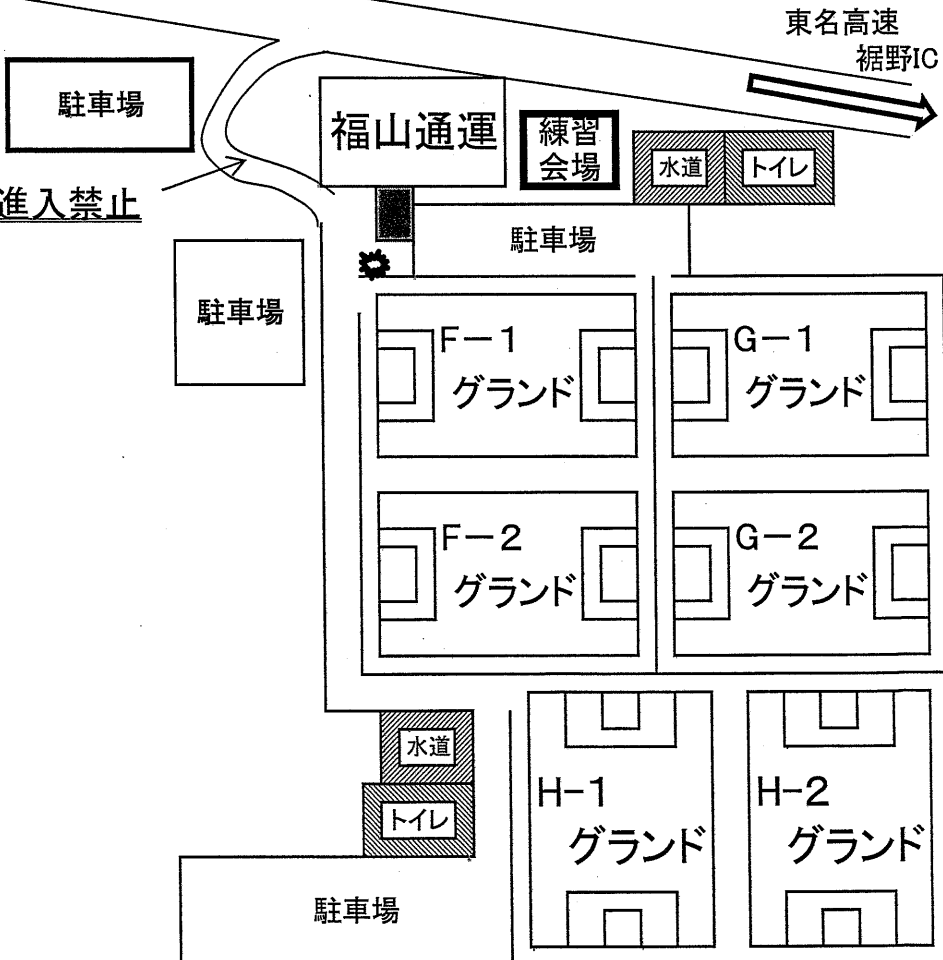 東名高速
裾野IC
駐車場
福山通運
練習
会場
水道
トイレ
進入禁止
駐車場
駐車場
F－1
グランド
G－1
グランド
F－2
グランド
G－2
グランド
水道
トイレ
H-1
グランド
H-2
グランド
駐車場